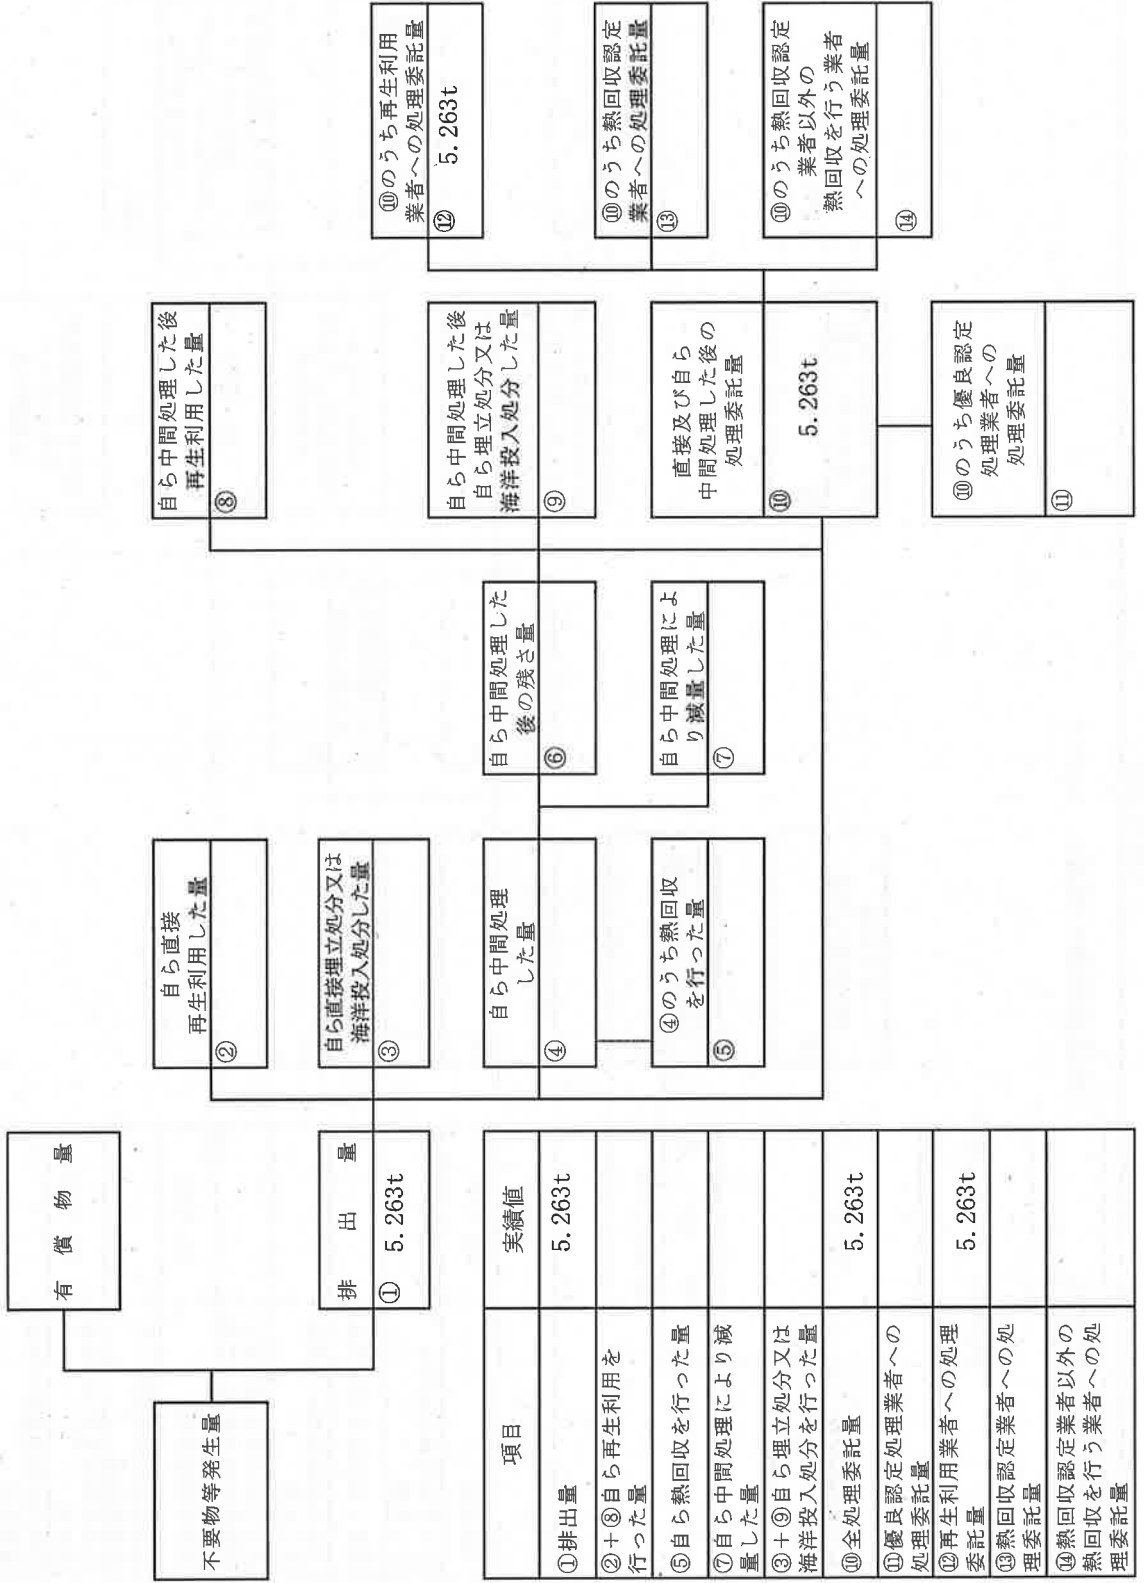 不要物等発生量
有償物量
排出量
① 5.263t
自ら直接
再生利用した量
②
自ら直接埋立処分又は
海洋投入処分した量
③
自ら中間処理
した量
④
④のうち熱回収
を行った量
⑤
自ら中間処理した
後の残さ量
⑥
自ら中間処理によ
り減量した量
⑦
自ら中間処理した後
再生利用した量
⑧
自ら中間処理した後
自ら埋立処分又は
海洋投入処分した量
⑨
直接及び自ら
中間処理した後の
処理委託量
⑩
5.263t
⑩のうち優良認定
処理業者への
処理委託量
⑪
⑩のうち再生利用
業者への処理委託量
⑫ 5.263t
⑩のうち熱回収認定
業者への処理委託量
⑬
⑩のうち熱回収認定
業者以外の
熱回収を行う業者
への処理委託量
⑭
項目 実績値
①排出量 5.263t
②+⑧自ら再生利用を
行った量
⑤自ら熱回収を行った量
⑦自ら中間処理により減
量した量
③+⑨自ら埋立処分又は
海洋投入処分を行った量
⑩全処理委託量 5.263t
⑪優良認定処理業者への
処理委託量
⑫再生利用業者への処理
委託量 5.263t
⑬熱回収認定業者への処
理委託量
⑭熱回収認定業者以外の
熱回収を行う業者への処
理委託量